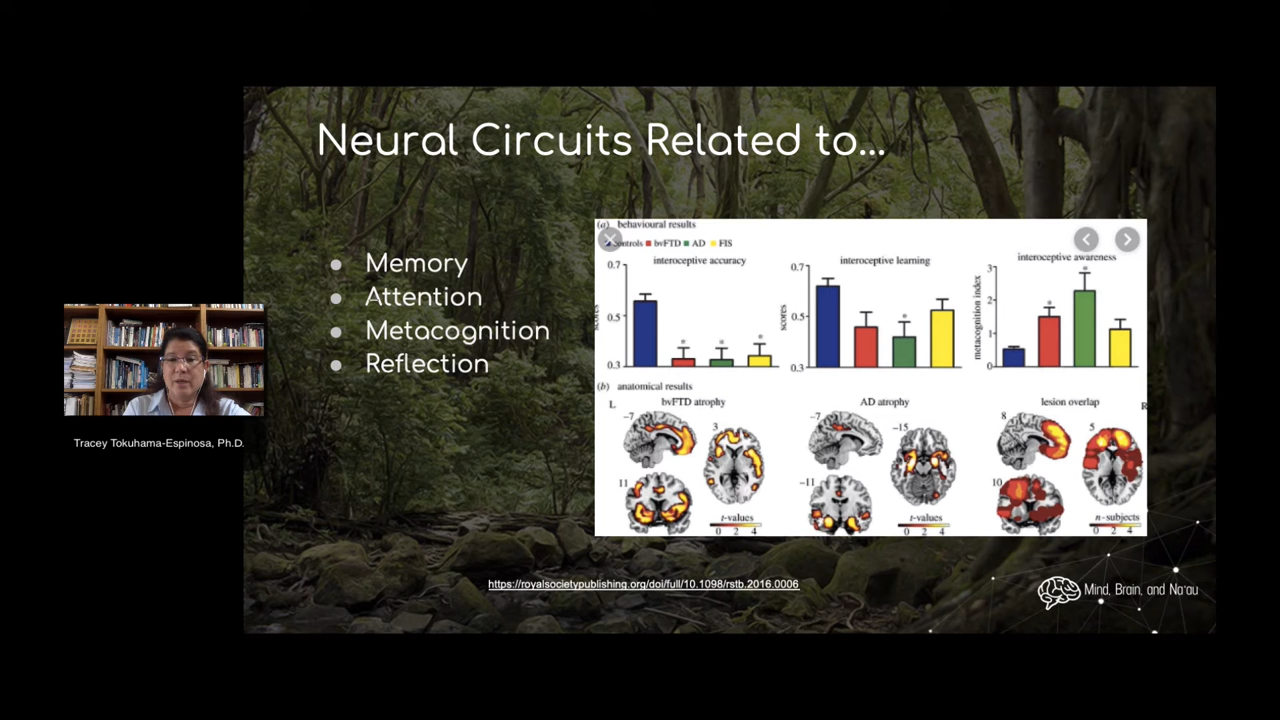 Neural Circuits Related to...
Memory
Attention
Metacognition
Reflection
Tracey Tokuhama-Espinosa, Ph.D.
(a) behavioural results
controls bvFTD AD FIS
interoceptive accuracy
0.7
0.5
0.3
scores
* * *
interoceptive learning
0.7
0.5
0.3
scores
*
interoceptive awareness
3
2
1
0
metacognition index
* *
(b) anatomical results
L
bvFTD atrophy
-7
3
11
t-values
0 2 4
AD atrophy
-7
-15
-11
t-values
0 2 4
lesion overlap
R
8
5
10
n-subjects
0 2 4
https://royalsocietypublishing.org/doi/full/10.1098/rstb.2016.0006
Mind, Brain, and Na'au